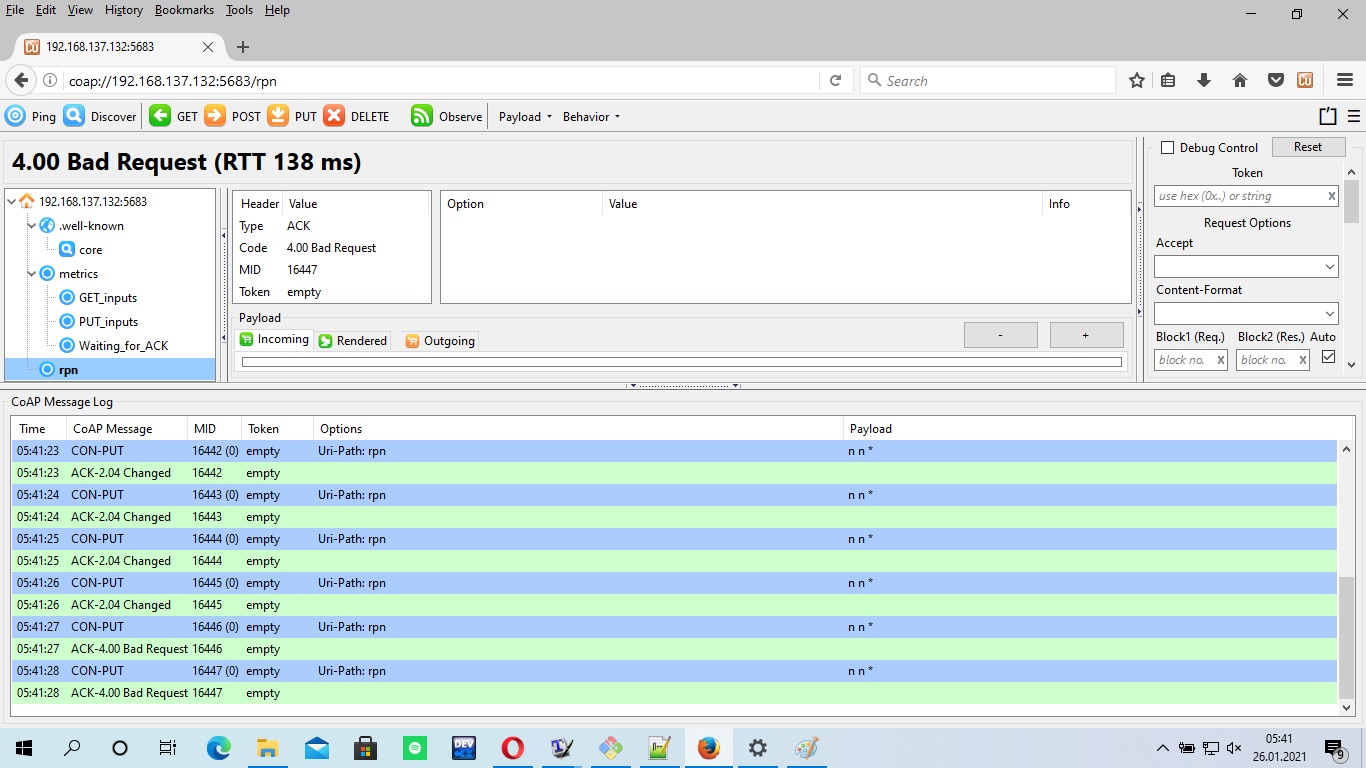 File Edit View History Bookmarks Tools Help
192.168.137.132:5683
coap://192.168.137.132:5683/rpn
Search
Ping Discover GET POST PUT DELETE Observe Payload Behavior
4.00 Bad Request (RTT 138 ms)
Debug Control Reset
Token
use hex (0x..) or string x
Request Options
Accept
Content-Format
Block1 (Req.) Block2 (Res.) Auto
block no. x block no. x
192.168.137.132:5683
.well-known
core
metrics
GET_inputs
PUT_inputs
Waiting_for_ACK
rpn
Header Value
Type ACK
Code 4.00 Bad Request
MID 16447
Token empty
Option Value Info
Payload
Incoming Rendered Outgoing - +
CoAP Message Log
Time CoAP Message MID Token Options Payload
05:41:23 CON-PUT 16442 (0) empty Uri-Path: rpn n n *
05:41:23 ACK-2.04 Changed 16442 empty
05:41:24 CON-PUT 16443 (0) empty Uri-Path: rpn n n *
05:41:24 ACK-2.04 Changed 16443 empty
05:41:25 CON-PUT 16444 (0) empty Uri-Path: rpn n n *
05:41:25 ACK-2.04 Changed 16444 empty
05:41:26 CON-PUT 16445 (0) empty Uri-Path: rpn n n *
05:41:26 ACK-2.04 Changed 16445 empty
05:41:27 CON-PUT 16446 (0) empty Uri-Path: rpn n n *
05:41:27 ACK-4.00 Bad Request 16446 empty
05:41:28 CON-PUT 16447 (0) empty Uri-Path: rpn n n *
05:41:28 ACK-4.00 Bad Request 16447 empty
DEV
05:41
26.01.2021
9